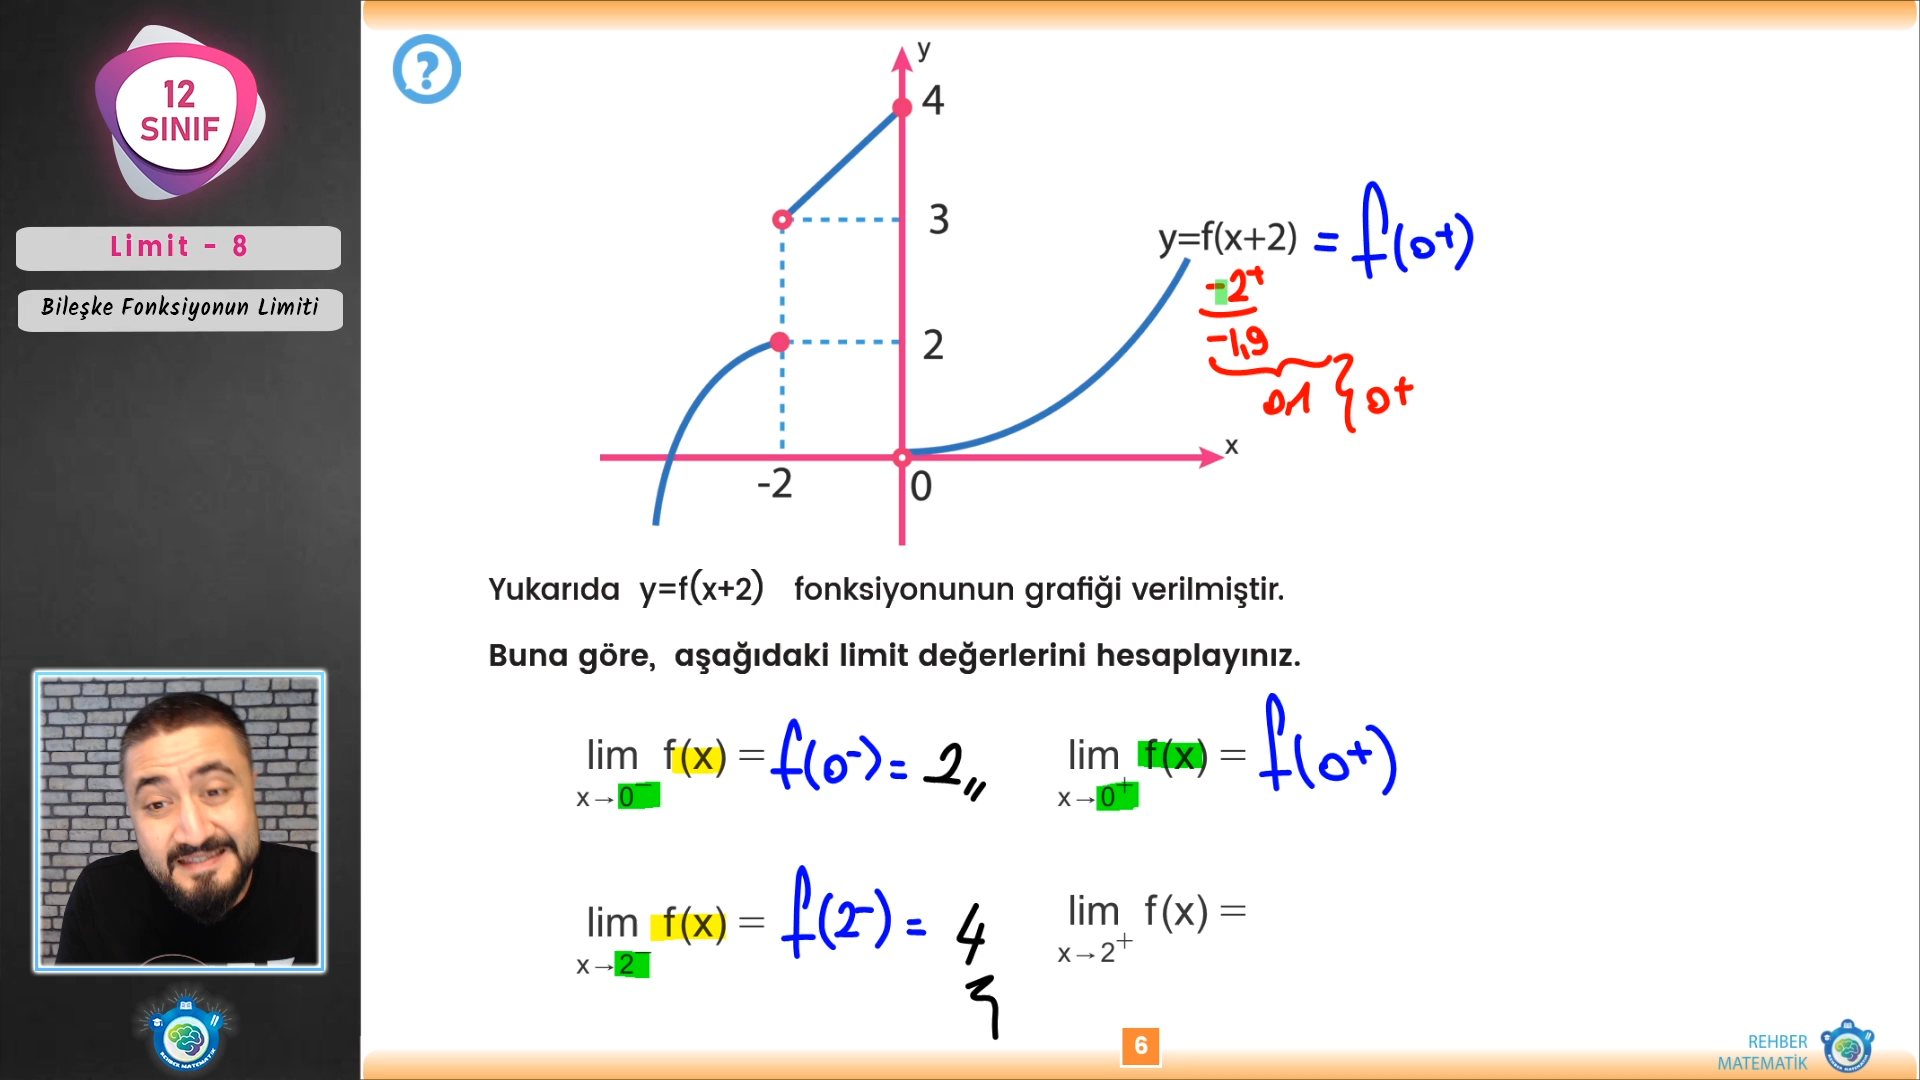 12
SINIF
Limit - 8
Bileşke Fonksiyonun Limiti
y
4
3
2
-2
0
x
y=f(x+2) = f(0⁺)
-2⁺
-1,9
0,1 } 0⁺
Yukarıda y=f(x+2) fonksiyonunun grafiği verilmiştir.
Buna göre, aşağıdaki limit değerlerini hesaplayınız.
lim f(x) = f(0⁻) = 2,,
x→0⁻
lim f(x) = f(0⁺)
x→0⁺
lim f(x) = f(2⁻) = 4
x→2⁻
lim f(x) =
x→2⁺
6
REHBER
MATEMATİK
REHBER MATEMATİK